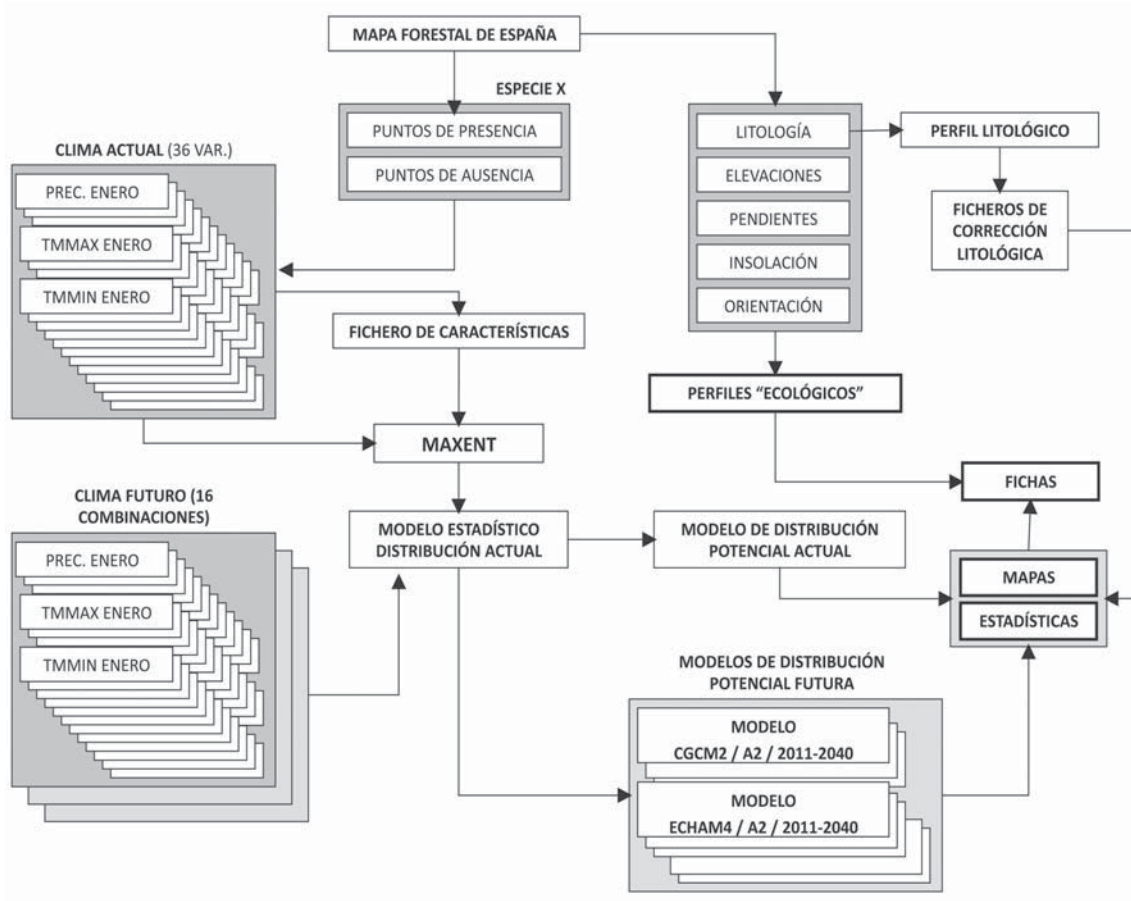 MAPA FORESTAL DE ESPAÑA
ESPECIE X
PUNTOS DE PRESENCIA
PUNTOS DE AUSENCIA
LITOLOGÍA
ELEVACIONES
PENDIENTES
INSOLACIÓN
ORIENTACIÓN
PERFIL LITOLÓGICO
FICHEROS DE
CORRECCIÓN
LITOLÓGICA
CLIMA ACTUAL (36 VAR.)
PREC. ENERO
TMMAX ENERO
TMMIN ENERO
FICHERO DE CARACTERÍSTICAS
PERFILES "ECOLÓGICOS"
MAXENT
FICHAS
CLIMA FUTURO (16
COMBINACIONES)
PREC. ENERO
TMMAX ENERO
TMMIN ENERO
MODELO ESTADÍSTICO
DISTRIBUCIÓN ACTUAL
MODELO DE DISTRIBUCIÓN
POTENCIAL ACTUAL
MAPAS
ESTADÍSTICAS
MODELOS DE DISTRIBUCIÓN
POTENCIAL FUTURA
MODELO
CGCM2 / A2 / 2011-2040
MODELO
ECHAM4 / A2 / 2011-2040